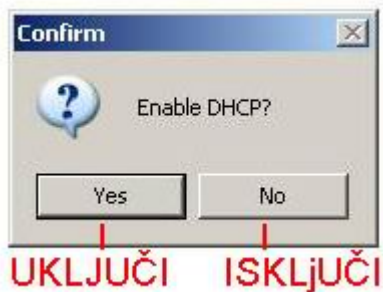 Confirm
Enable DHCP?
Yes No
UKLJUČI ISKLjUČI